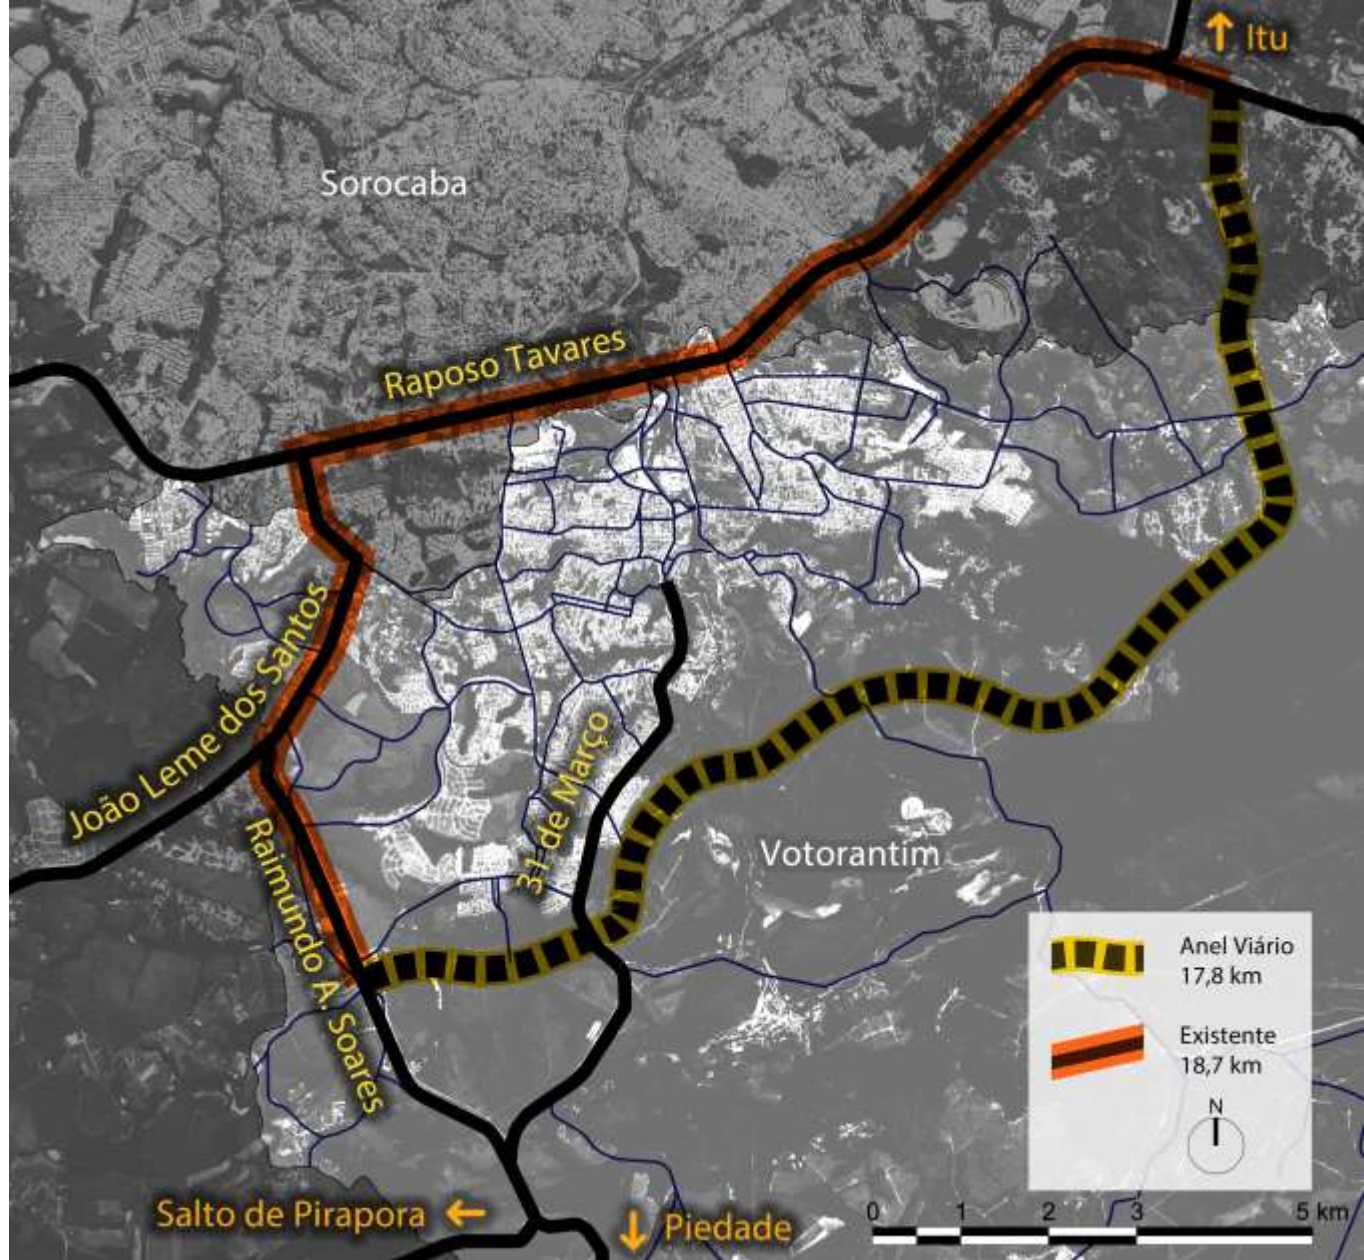 ↑ Itu
Sorocaba
Raposo Tavares
João Leme dos Santos
31 de Março
Raimundo A. Soares
Votorantim
Anel Viário
17,8 km
Existente
18,7 km
N
Salto de Pirapora ←
↓ Piedade
0 1 2 3 5 km